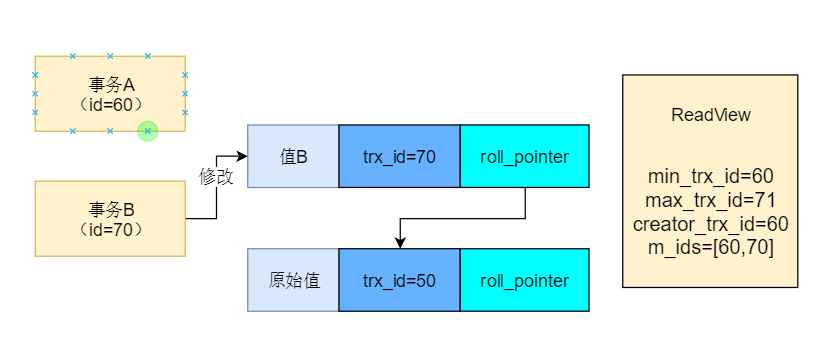 事务A
（id=60）
事务B
（id=70）
修改
值B
trx_id=70
roll_pointer
原始值
trx_id=50
roll_pointer
ReadView
min_trx_id=60
max_trx_id=71
creator_trx_id=60
m_ids=[60,70]